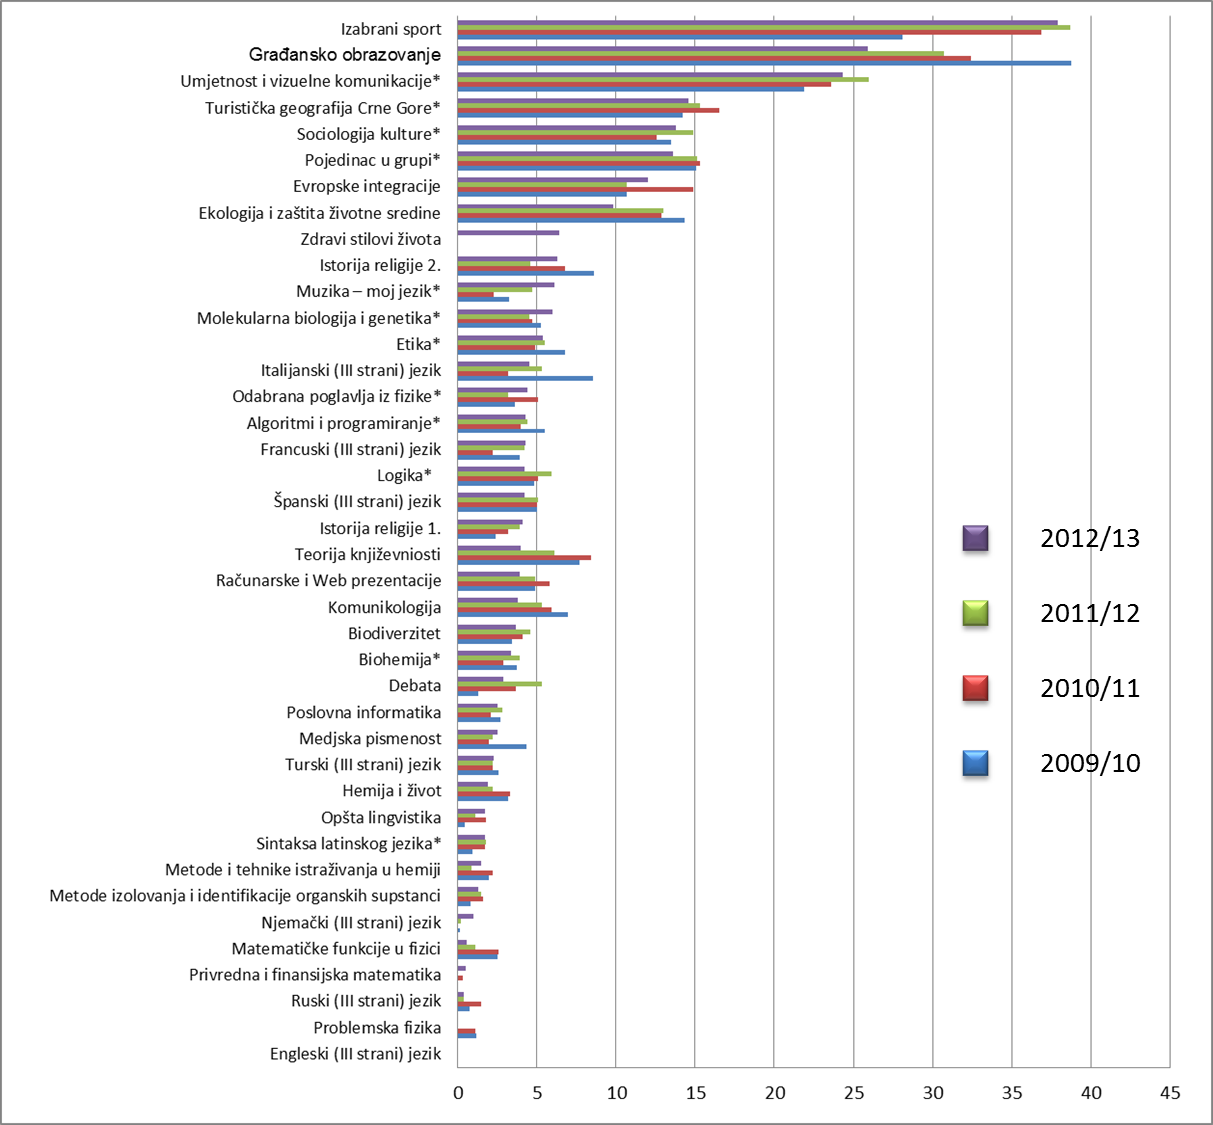 Izabrani sport
Građansko obrazovanje
Umjetnost i vizuelne komunikacije*
Turistička geografija Crne Gore*
Sociologija kulture*
Pojedinac u grupi*
Evropske integracije
Ekologija i zaštita životne sredine
Zdravi stilovi života
Istorija religije 2.
Muzika – moj jezik*
Molekularna biologija i genetika*
Etika*
Italijanski (III strani) jezik
Odabrana poglavlja iz fizike*
Algoritmi i programiranje*
Francuski (III strani) jezik
Logika*
Španski (III strani) jezik
Istorija religije 1.
Teorija književniosti
Računarske i Web prezentacije
Komunikologija
Biodiverzitet
Biohemija*
Debata
Poslovna informatika
Medjska pismenost
Turski (III strani) jezik
Hemija i život
Opšta lingvistika
Sintaksa latinskog jezika*
Metode i tehnike istraživanja u hemiji
Metode izolovanja i identifikacije organskih supstanci
Njemački (III strani) jezik
Matematičke funkcije u fizici
Privredna i finansijska matematika
Ruski (III strani) jezik
Problemska fizika
Engleski (III strani) jezik
0 5 10 15 20 25 30 35 40 45
2012/13
2011/12
2010/11
2009/10